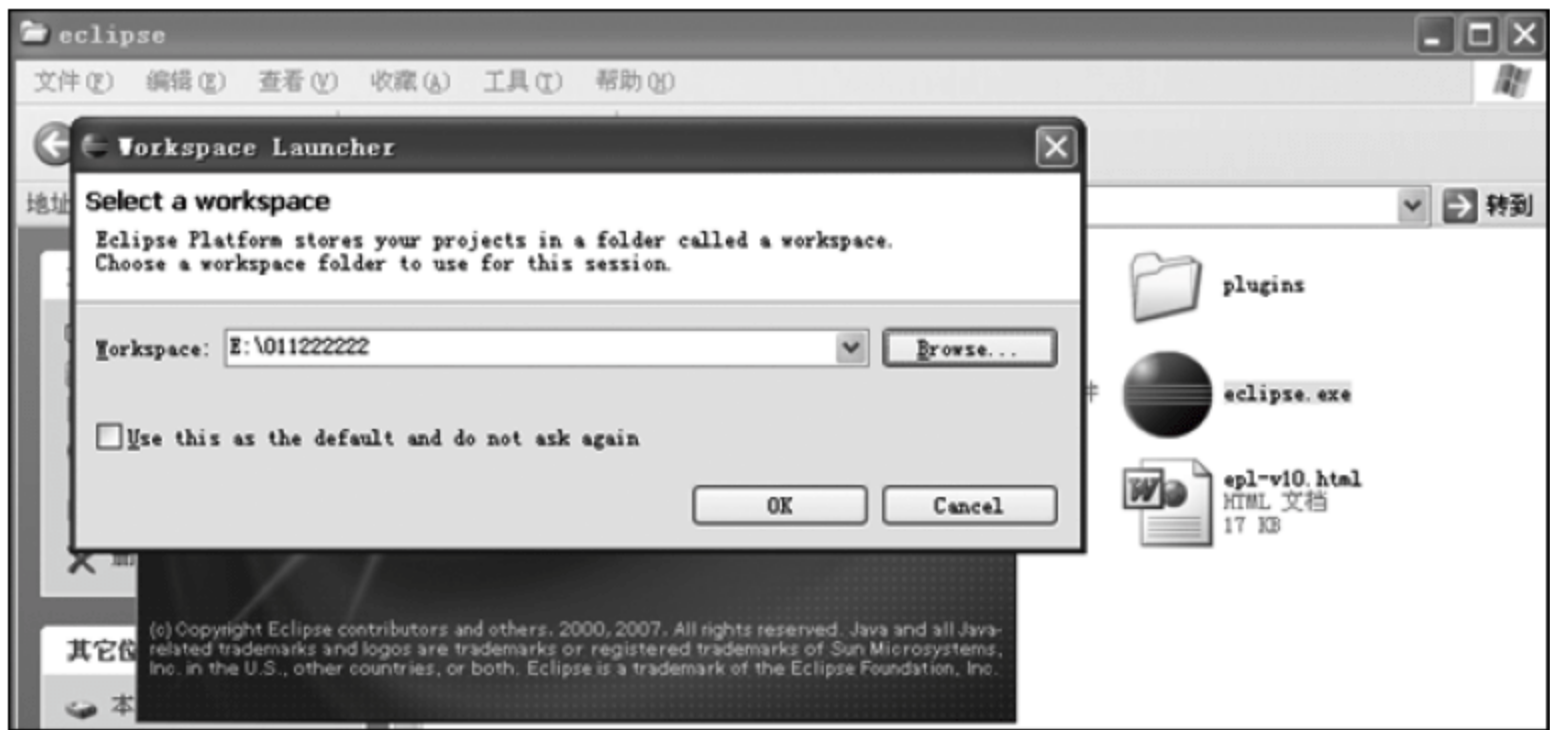 eclipse
文件(F) 编辑(E) 查看(V) 收藏(A) 工具(T) 帮助(H)
Workspace Launcher
地址
转到
Select a workspace
Eclipse Platform stores your projects in a folder called a workspace.
Choose a workspace folder to use for this session.
Workspace: E:\011222222
Browse...
Use this as the default and do not ask again
OK
Cancel
plugins
eclipse.exe
epl-v10.html
HTML 文档
17 KB
(c) Copyright Eclipse contributors and others. 2000, 2007. All rights reserved. Java and all Java-
related trademarks and logos are trademarks or registered trademarks of Sun Microsystems,
Inc. in the U.S., other countries, or both. Eclipse is a trademark of the Eclipse Foundation, Inc.
其它位
本